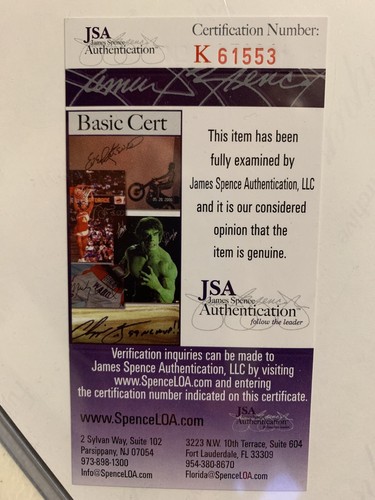 JSA
James Spence
Authentication
Certification Number:
K 61553
Basic Cert
This item has been
fully examined by
James Spence Authentication, LLC
and it is our considered
opinion that the
item is genuine.
JSA
James Spence
Authentication
follow the leader
Verification inquiries can be made to
James Spence Authentication, LLC by visiting
www.SpenceLOA.com and entering
the certification number indicated on this certificate.
www.SpenceLOA.com
JSA
Authentication
2 Sylvan Way, Suite 102
Parsippany, NJ 07054
973-898-1300
Info@SpenceLOA.com
3223 N.W. 10th Terrace, Suite 604
Fort Lauderdale, FL 33309
954-380-8670
Florida@SpenceLOA.com